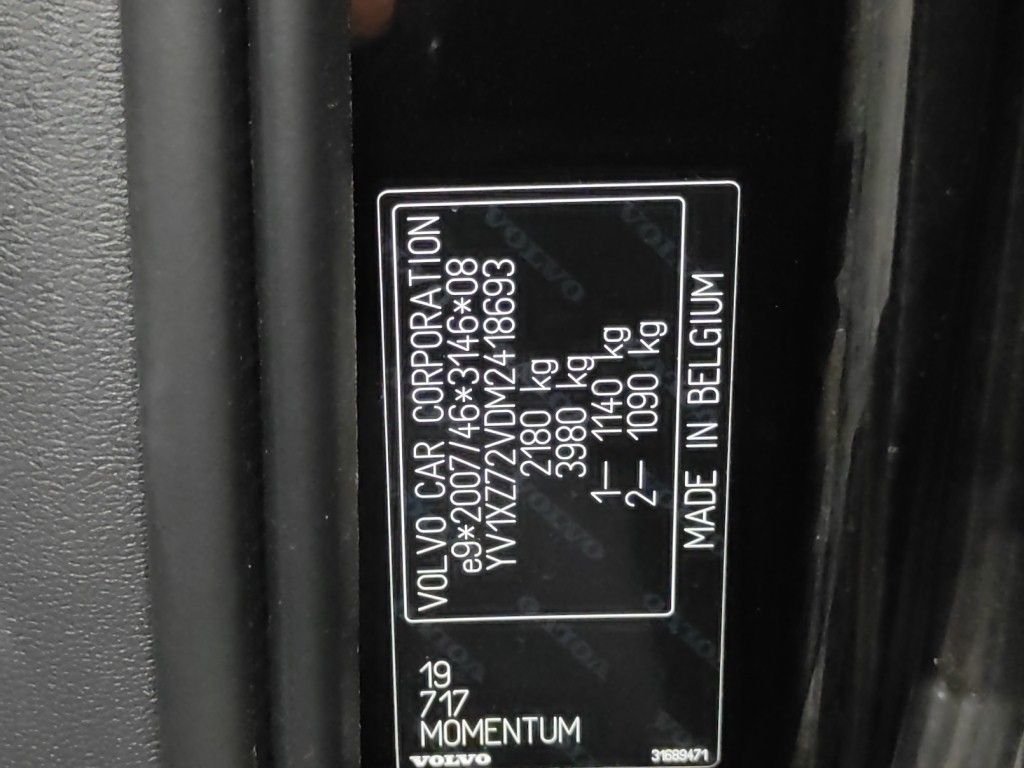 VOLVO CAR CORPORATION
e9*2007/46*3146*08
YV1XZ72VDM2418693
2180 kg
3980 kg
1– 1140 kg
2– 1090 kg
MADE IN BELGIUM
19
717
MOMENTUM
VOLVO
31689471